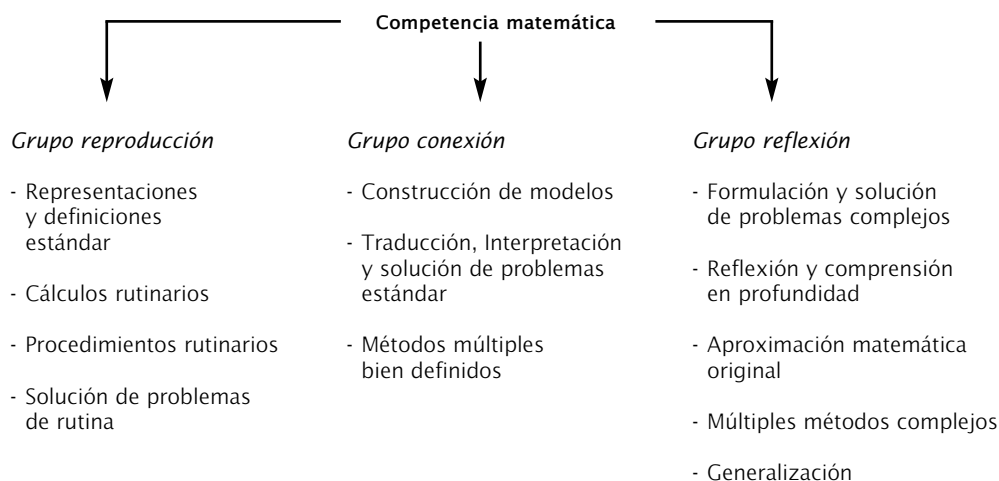 Competencia matemática
Grupo reproducción
- Representaciones
y definiciones
estándar
- Cálculos rutinarios
- Procedimientos rutinarios
- Solución de problemas
de rutina
Grupo conexión
- Construcción de modelos
- Traducción, Interpretación
y solución de problemas
estándar
- Métodos múltiples
bien definidos
Grupo reflexión
- Formulación y solución
de problemas complejos
- Reflexión y comprensión
en profundidad
- Aproximación matemática
original
- Múltiples métodos complejos
- Generalización